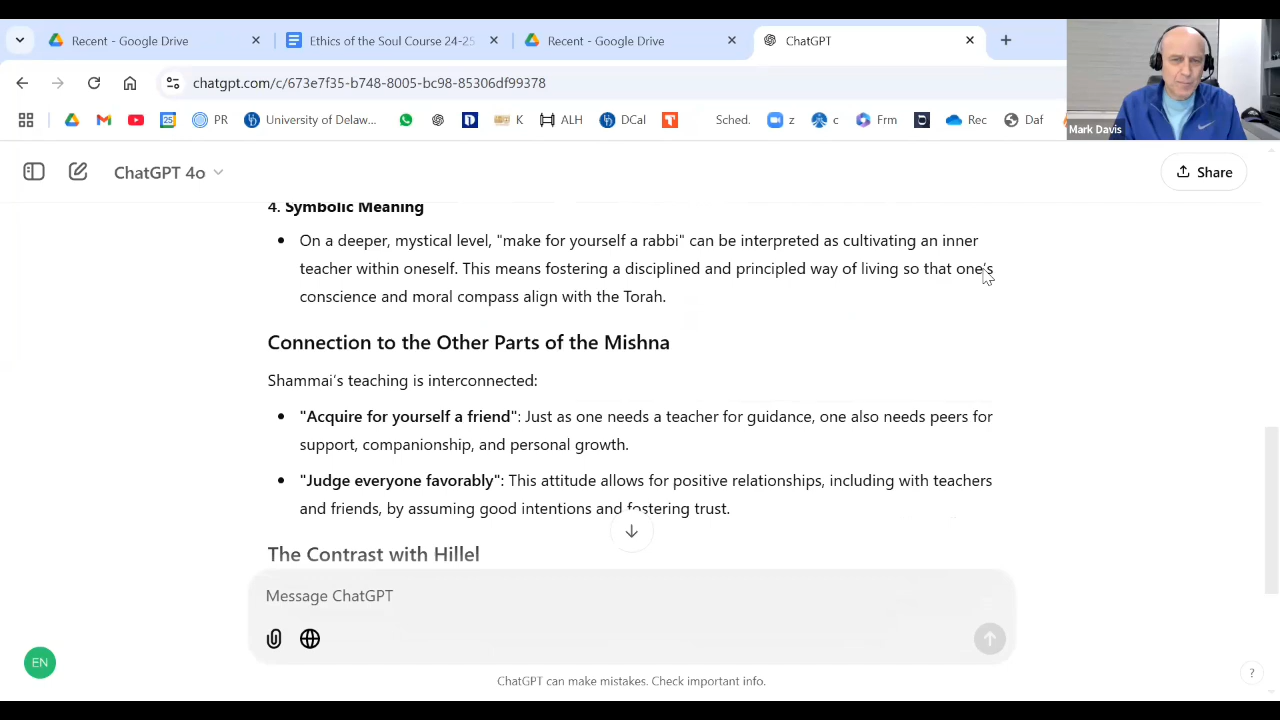 Recent - Google Drive
Ethics of the Soul Course 24-25
Recent - Google Drive
ChatGPT
chatgpt.com/c/673e7f35-b748-8005-bc98-85306df99378
25
PR
University of Delaw...
K
ALH
DCal
T
Sched.
z
c
Frm
Rec
Daf
Mark Davis
ChatGPT 4o
Share
4. Symbolic Meaning
On a deeper, mystical level, "make for yourself a rabbi" can be interpreted as cultivating an inner
teacher within oneself. This means fostering a disciplined and principled way of living so that one's
conscience and moral compass align with the Torah.
Connection to the Other Parts of the Mishna
Shammai's teaching is interconnected:
"Acquire for yourself a friend": Just as one needs a teacher for guidance, one also needs peers for
support, companionship, and personal growth.
"Judge everyone favorably": This attitude allows for positive relationships, including with teachers
and friends, by assuming good intentions and fostering trust.
The Contrast with Hillel
Message ChatGPT
EN
ChatGPT can make mistakes. Check important info.
?